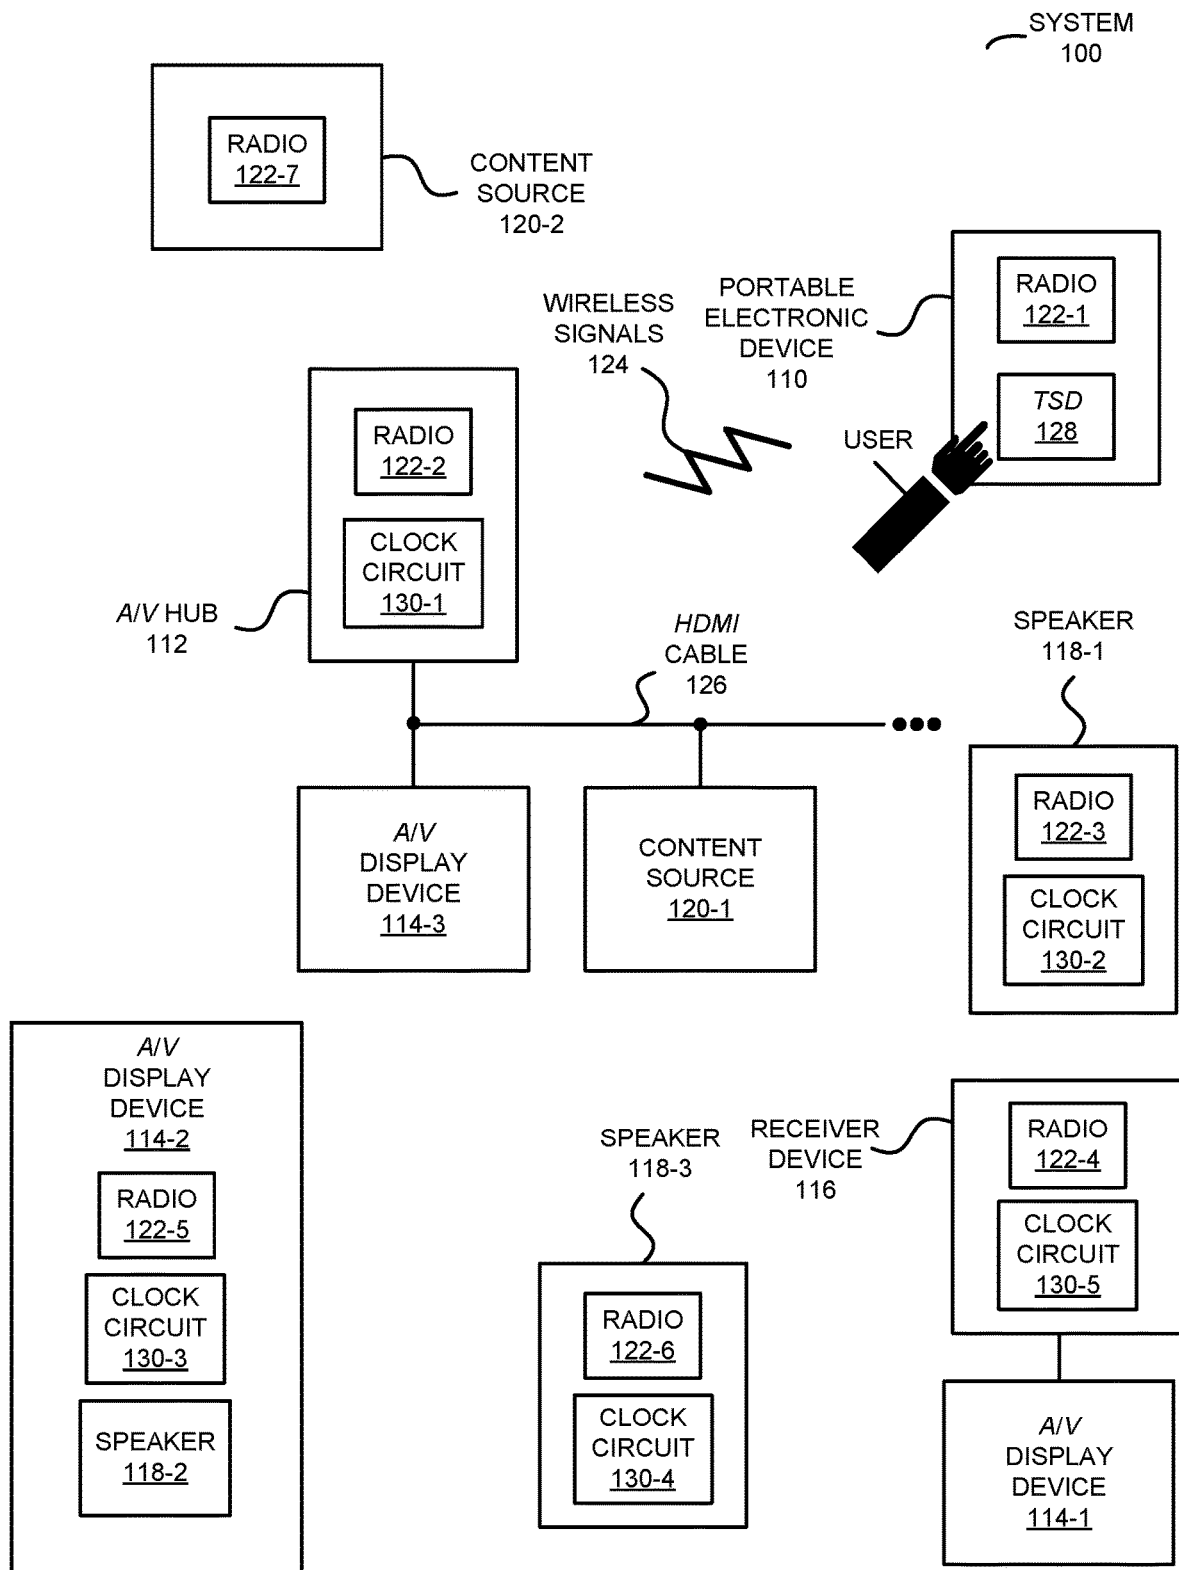 SYSTEM
100
RADIO
122-7
CONTENT
SOURCE
120-2
PORTABLE
ELECTRONIC
DEVICE
110
RADIO
122-1
TSD
128
WIRELESS
SIGNALS
124
USER
RADIO
122-2
CLOCK
CIRCUIT
130-1
A/V HUB
112
HDMI
CABLE
126
SPEAKER
118-1
RADIO
122-3
CLOCK
CIRCUIT
130-2
A/V
DISPLAY
DEVICE
114-3
CONTENT
SOURCE
120-1
A/V
DISPLAY
DEVICE
114-2
RADIO
122-5
CLOCK
CIRCUIT
130-3
SPEAKER
118-2
SPEAKER
118-3
RADIO
122-6
CLOCK
CIRCUIT
130-4
RECEIVER
DEVICE
116
RADIO
122-4
CLOCK
CIRCUIT
130-5
A/V
DISPLAY
DEVICE
114-1